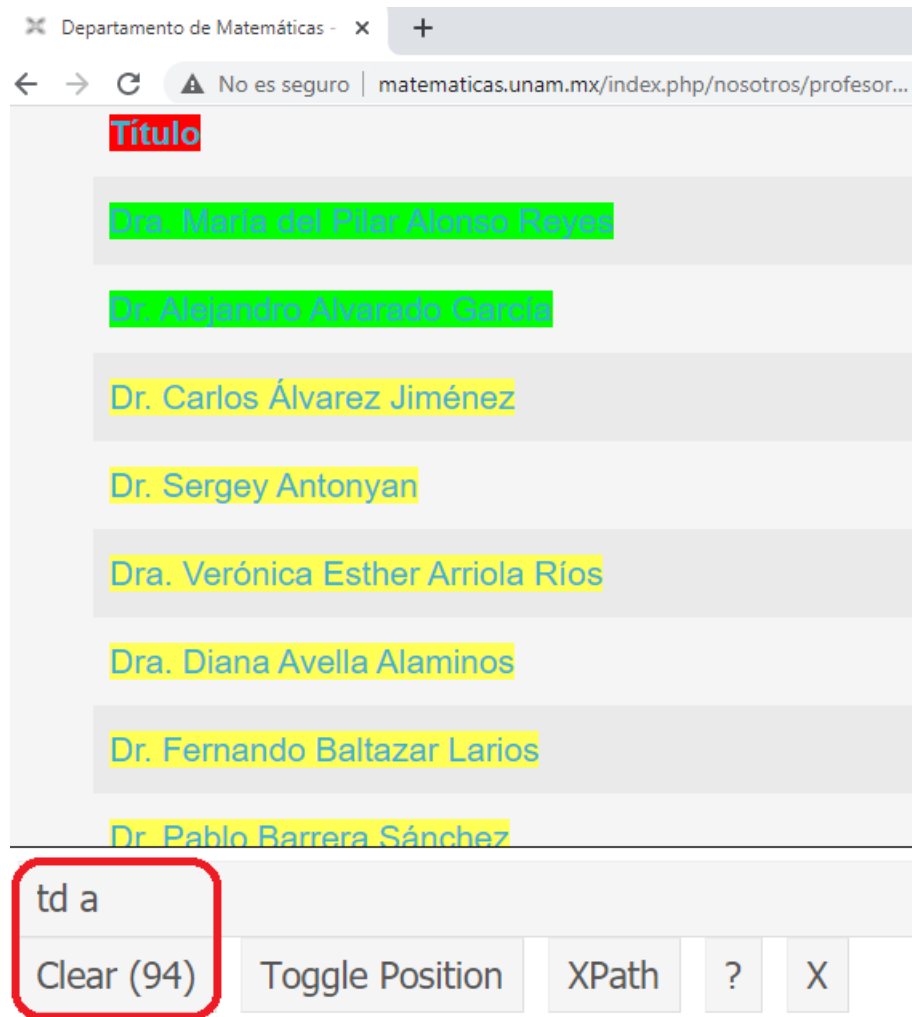 Departamento de Matemáticas -
No es seguro | matematicas.unam.mx/index.php/nosotros/profesor...
Título
Dra. María del Pilar Alonso Reyes
Dr. Alejandro Alvarado García
Dr. Carlos Álvarez Jiménez
Dr. Sergey Antonyan
Dra. Verónica Esther Arriola Ríos
Dra. Diana Avella Alaminos
Dr. Fernando Baltazar Larios
Dr. Pablo Barrera Sánchez
td a
Clear (94) Toggle Position XPath ? X